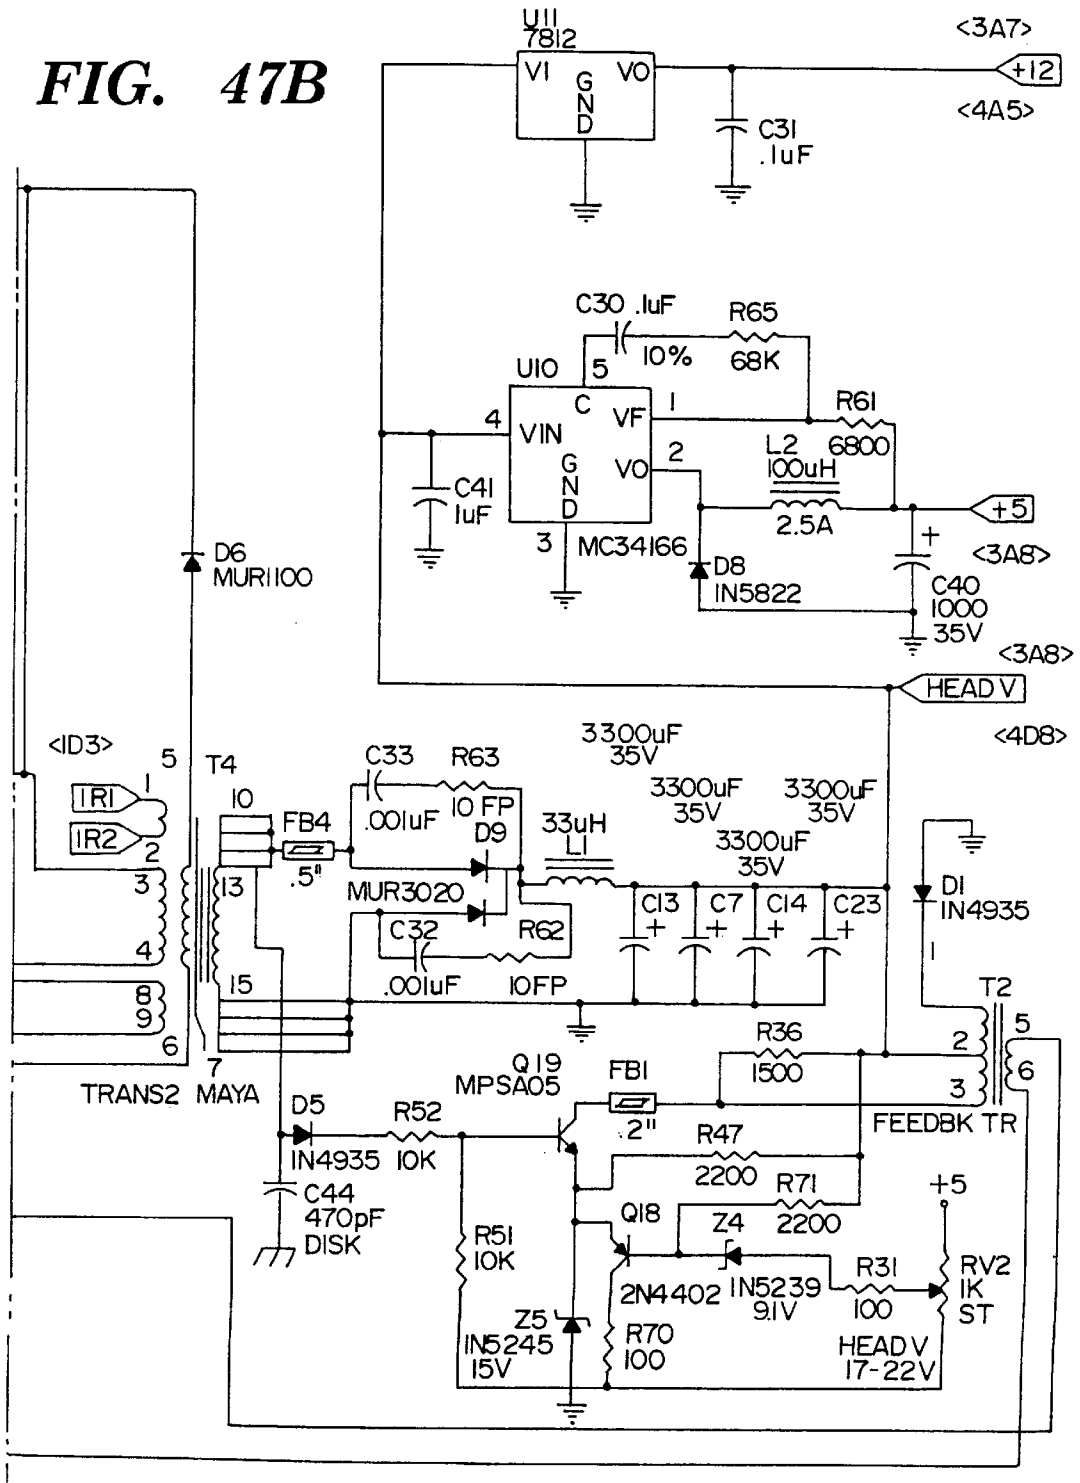 FIG. 47B
U11
7812
VI
VO
GND
<3A7>
+12
<4A5>
C31
.1uF
C30 .1uF
10%
R65
68K
U10
5
C
4
VIN
VF
1
GND
VO
2
3
MC34166
R61
6800
L2
100uH
2.5A
+5
<3A8>
C41
1uF
D8
IN5822
+
C40
1000
35V
D6
MUR1100
<3A8>
HEAD V
<4D8>
<1D3>
5
T4
1
1R1
1R2
2
3
4
8
9
6
7
10
13
15
TRANS2 MAYA
FB4
.5"
C33
.001uF
R63
10 FP
D9
MUR3020
C32
.001uF
R62
10FP
33uH
L1
3300uF
35V
3300uF
35V
3300uF
35V
3300uF
35V
C13
+
C7
+
C14
+
C23
+
D1
IN4935
1
T2
2
3
5
6
FEEDBK TR
R36
1500
Q19
MPSA05
FB1
.2"
D5
IN4935
R52
10K
R47
2200
R71
2200
C44
470pF
DISK
R51
10K
Q18
2N4402
Z4
IN5239
9.1V
R31
100
+5
RV2
1K
ST
Z5
IN5245
15V
R70
100
HEAD V
17-22V